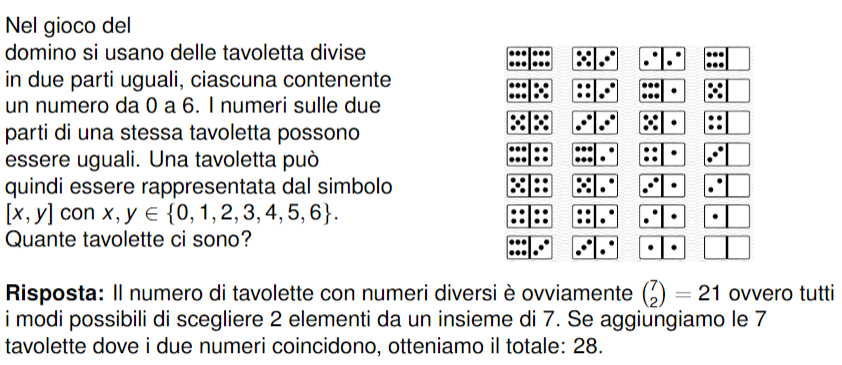 Nel gioco del
domino si usano delle tavoletta divise
in due parti uguali, ciascuna contenente
un numero da 0 a 6. I numeri sulle due
parti di una stessa tavoletta possono
essere uguali. Una tavoletta può
quindi essere rappresentata dal simbolo
[x, y] con x, y ∈ {0, 1, 2, 3, 4, 5, 6}.
Quante tavolette ci sono?
Risposta: Il numero di tavolette con numeri diversi è ovviamente (7 2) = 21 ovvero tutti
i modi possibili di scegliere 2 elementi da un insieme di 7. Se aggiungiamo le 7
tavolette dove i due numeri coincidono, otteniamo il totale: 28.